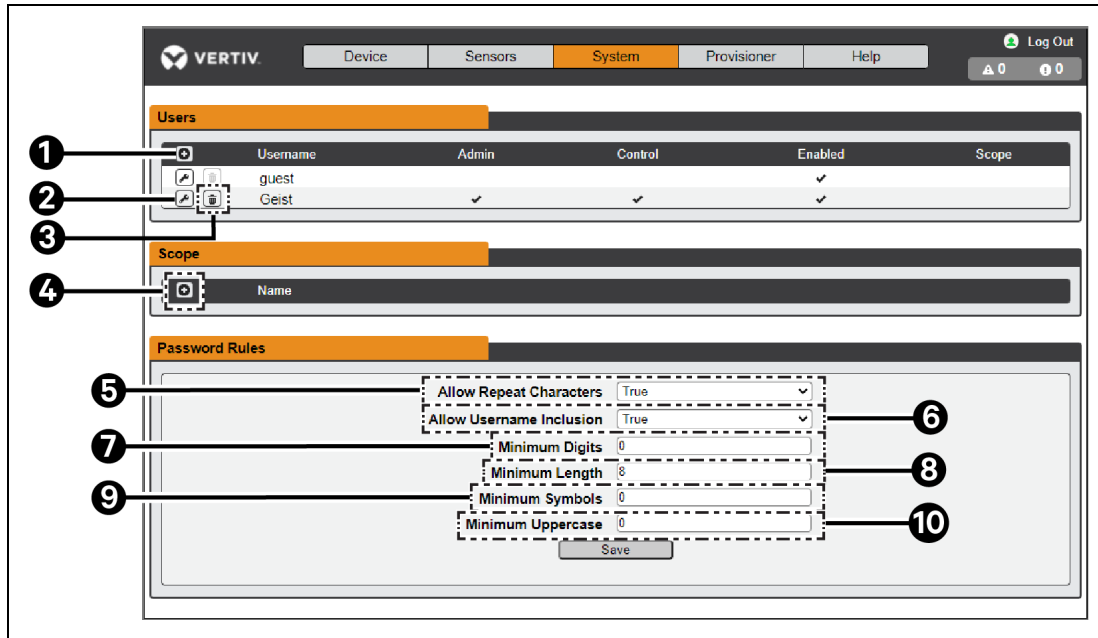 VERTIV.
Device
Sensors
System
Provisioner
Help
Log Out
0
0
Users
1
Username
Admin
Control
Enabled
Scope
guest
2
Geist
3
Scope
4
Name
Password Rules
5
Allow Repeat Characters
True
Allow Username Inclusion
True
6
7
Minimum Digits
0
Minimum Length
8
8
9
Minimum Symbols
0
Minimum Uppercase
0
10
Save